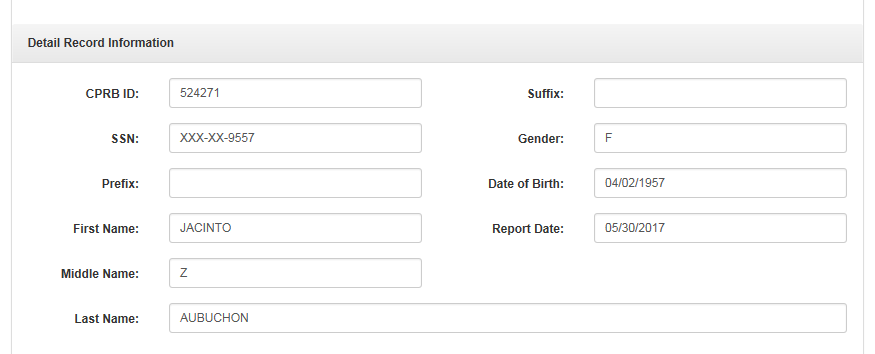 Detail Record Information
CPRB ID: 524271 Suffix:
SSN: XXX-XX-9557 Gender: F
Prefix: Date of Birth: 04/02/1957
First Name: JACINTO Report Date: 05/30/2017
Middle Name: Z
Last Name: AUBUCHON